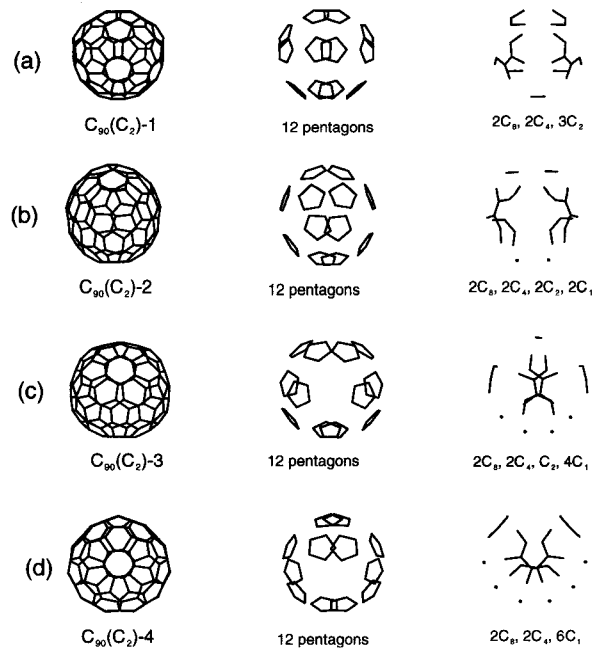 (a)
C₉₀(C₂)-1
12 pentagons
2C₈, 2C₄, 3C₂
(b)
C₉₀(C₂)-2
12 pentagons
2C₈, 2C₄, 2C₂, 2C₁
(c)
C₉₀(C₂)-3
12 pentagons
2C₈, 2C₄, C₂, 4C₁
(d)
C₉₀(C₂)-4
12 pentagons
2C₈, 2C₄, 6C₁